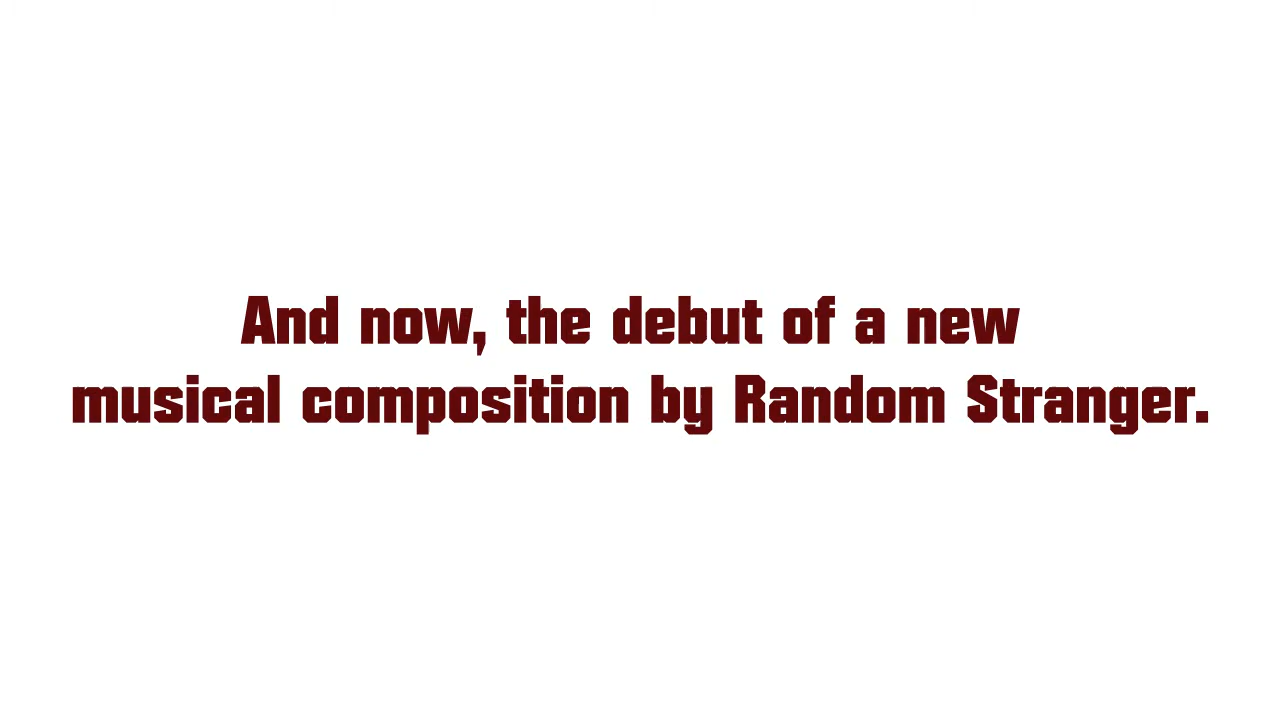 And now, the debut of a new
musical composition by Random Stranger.